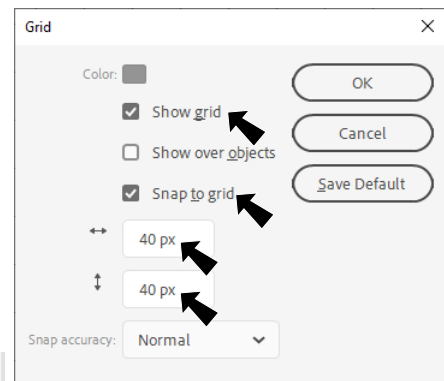 Grid
Color:
OK
Show grid
Cancel
Show over objects
Save Default
Snap to grid
40 px
40 px
Snap accuracy: Normal